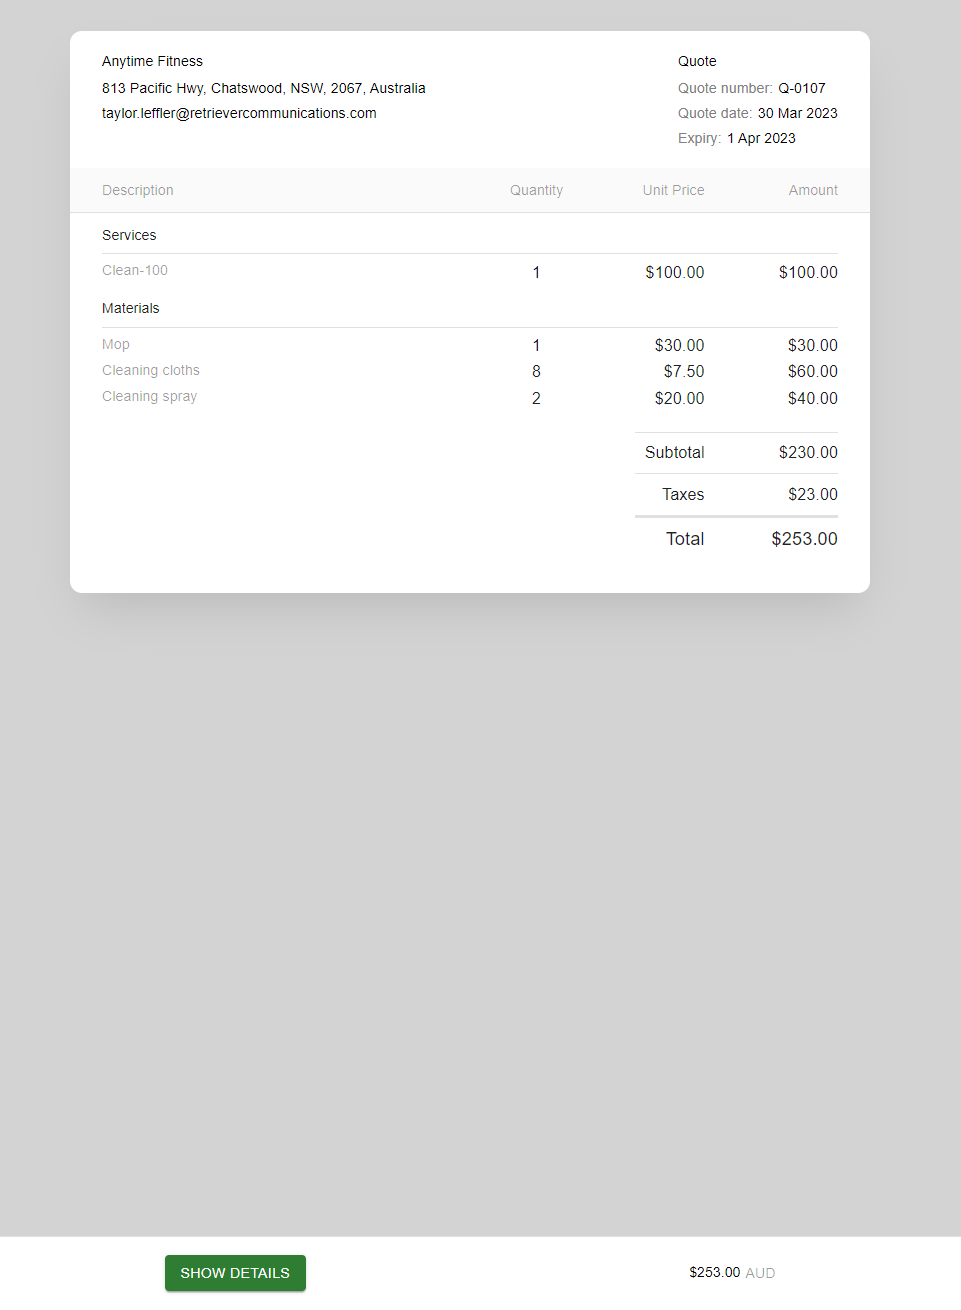 Anytime Fitness
813 Pacific Hwy, Chatswood, NSW, 2067, Australia
taylor.leffler@retrievercommunications.com
Quote
Quote number: Q-0107
Quote date: 30 Mar 2023
Expiry: 1 Apr 2023
Description Quantity Unit Price Amount
Services
Clean-100 1 $100.00 $100.00
Materials
Mop 1 $30.00 $30.00
Cleaning cloths 8 $7.50 $60.00
Cleaning spray 2 $20.00 $40.00
Subtotal $230.00
Taxes $23.00
Total $253.00
SHOW DETAILS $253.00 AUD